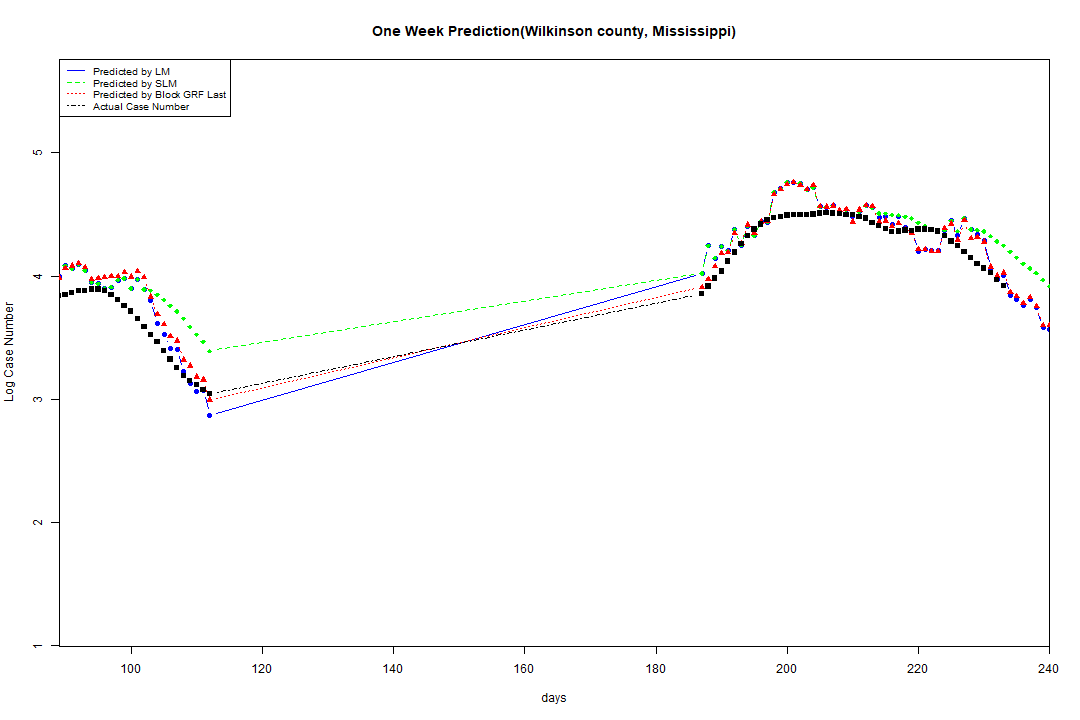 One Week Prediction(Wilkinson county, Mississippi)
Predicted by LM
Predicted by SLM
Predicted by Block GRF Last
Actual Case Number
Log Case Number
5
4
3
2
1
100 120 140 160 180 200 220 240
days